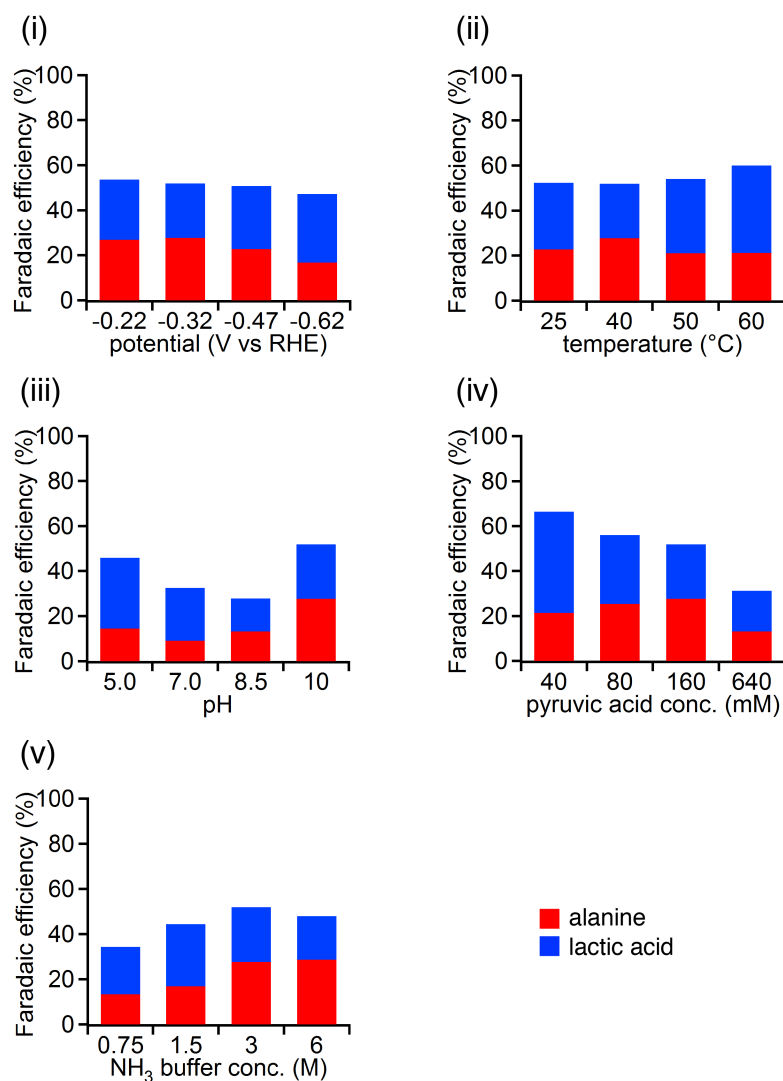 (i)
Faradaic efficiency (%)
100
80
60
40
20
0
-0.22 -0.32 -0.47 -0.62
potential (V vs RHE)
(ii)
Faradaic efficiency (%)
100
80
60
40
20
0
25 40 50 60
temperature (°C)
(iii)
Faradaic efficiency (%)
100
80
60
40
20
0
5.0 7.0 8.5 10
pH
(iv)
Faradaic efficiency (%)
100
80
60
40
20
0
40 80 160 640
pyruvic acid conc. (mM)
(v)
Faradaic efficiency (%)
100
80
60
40
20
0
0.75 1.5 3 6
NH₃ buffer conc. (M)
alanine
lactic acid